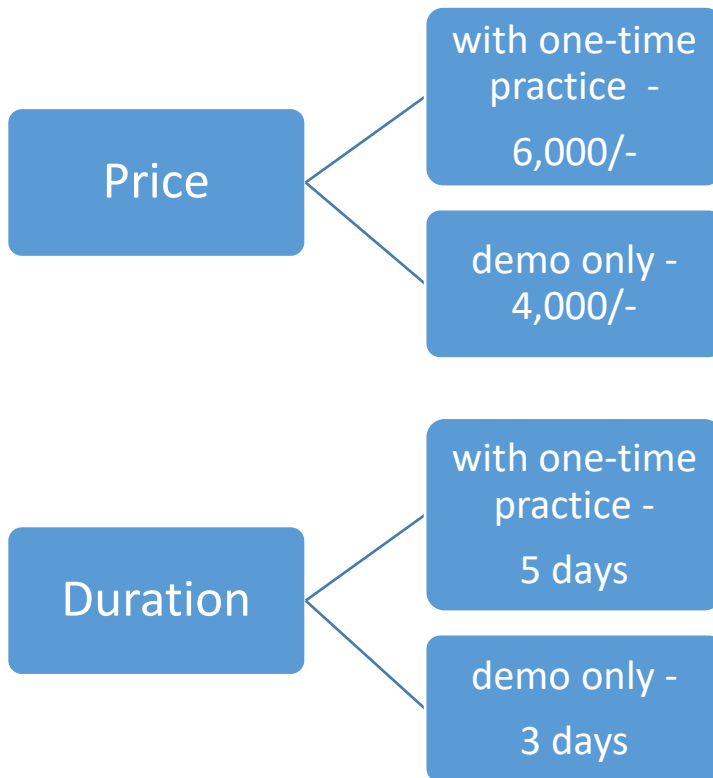 Price
with one-time
practice -
6,000/-
demo only -
4,000/-
Duration
with one-time
practice -
5 days
demo only -
3 days